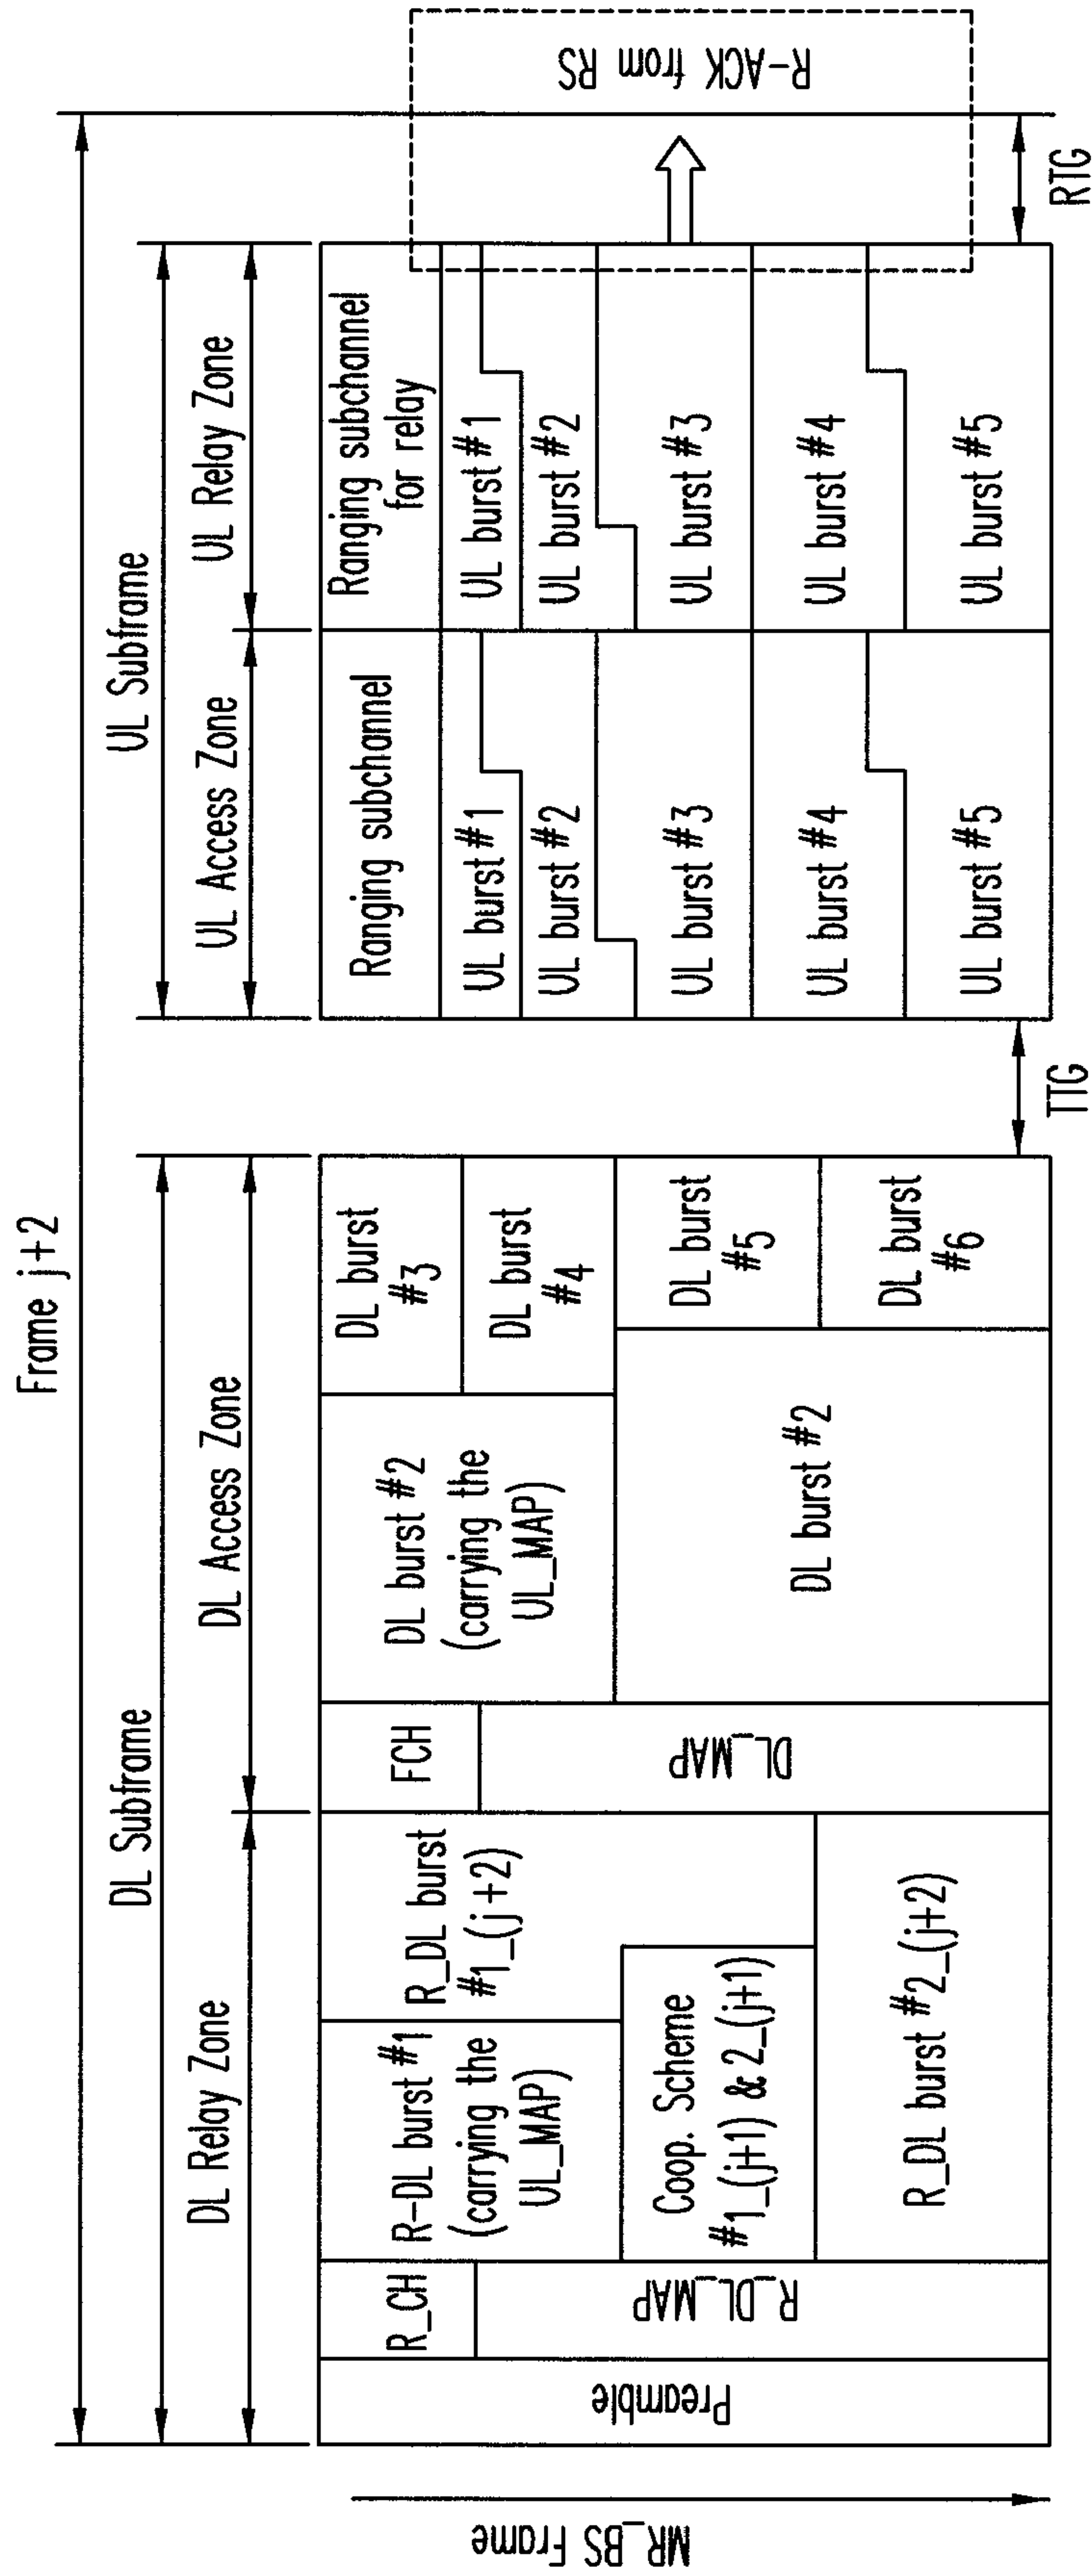 Frame j+2
DL Subframe
UL Subframe
DL Relay Zone
DL Access Zone
UL Access Zone
UL Relay Zone
MR_BS Frame
Preamble
R_CH
R_DL_MAP
R-DL burst #1
(carrying the
UL_MAP)
R_DL burst
#1_(j+2)
Coop. Scheme
#1_(j+1) & 2_(j+1)
R_DL burst #2_(j+2)
FCH
DL_MAP
DL burst #2
(carrying the
UL_MAP)
DL burst
#3
DL burst
#4
DL burst #2
DL burst
#5
DL burst
#6
TTG
Ranging subchannel
UL burst #1
UL burst #2
UL burst #3
UL burst #4
UL burst #5
Ranging subchannel
for relay
UL burst #1
UL burst #2
UL burst #3
UL burst #4
UL burst #5
RTG
R-ACK from RS